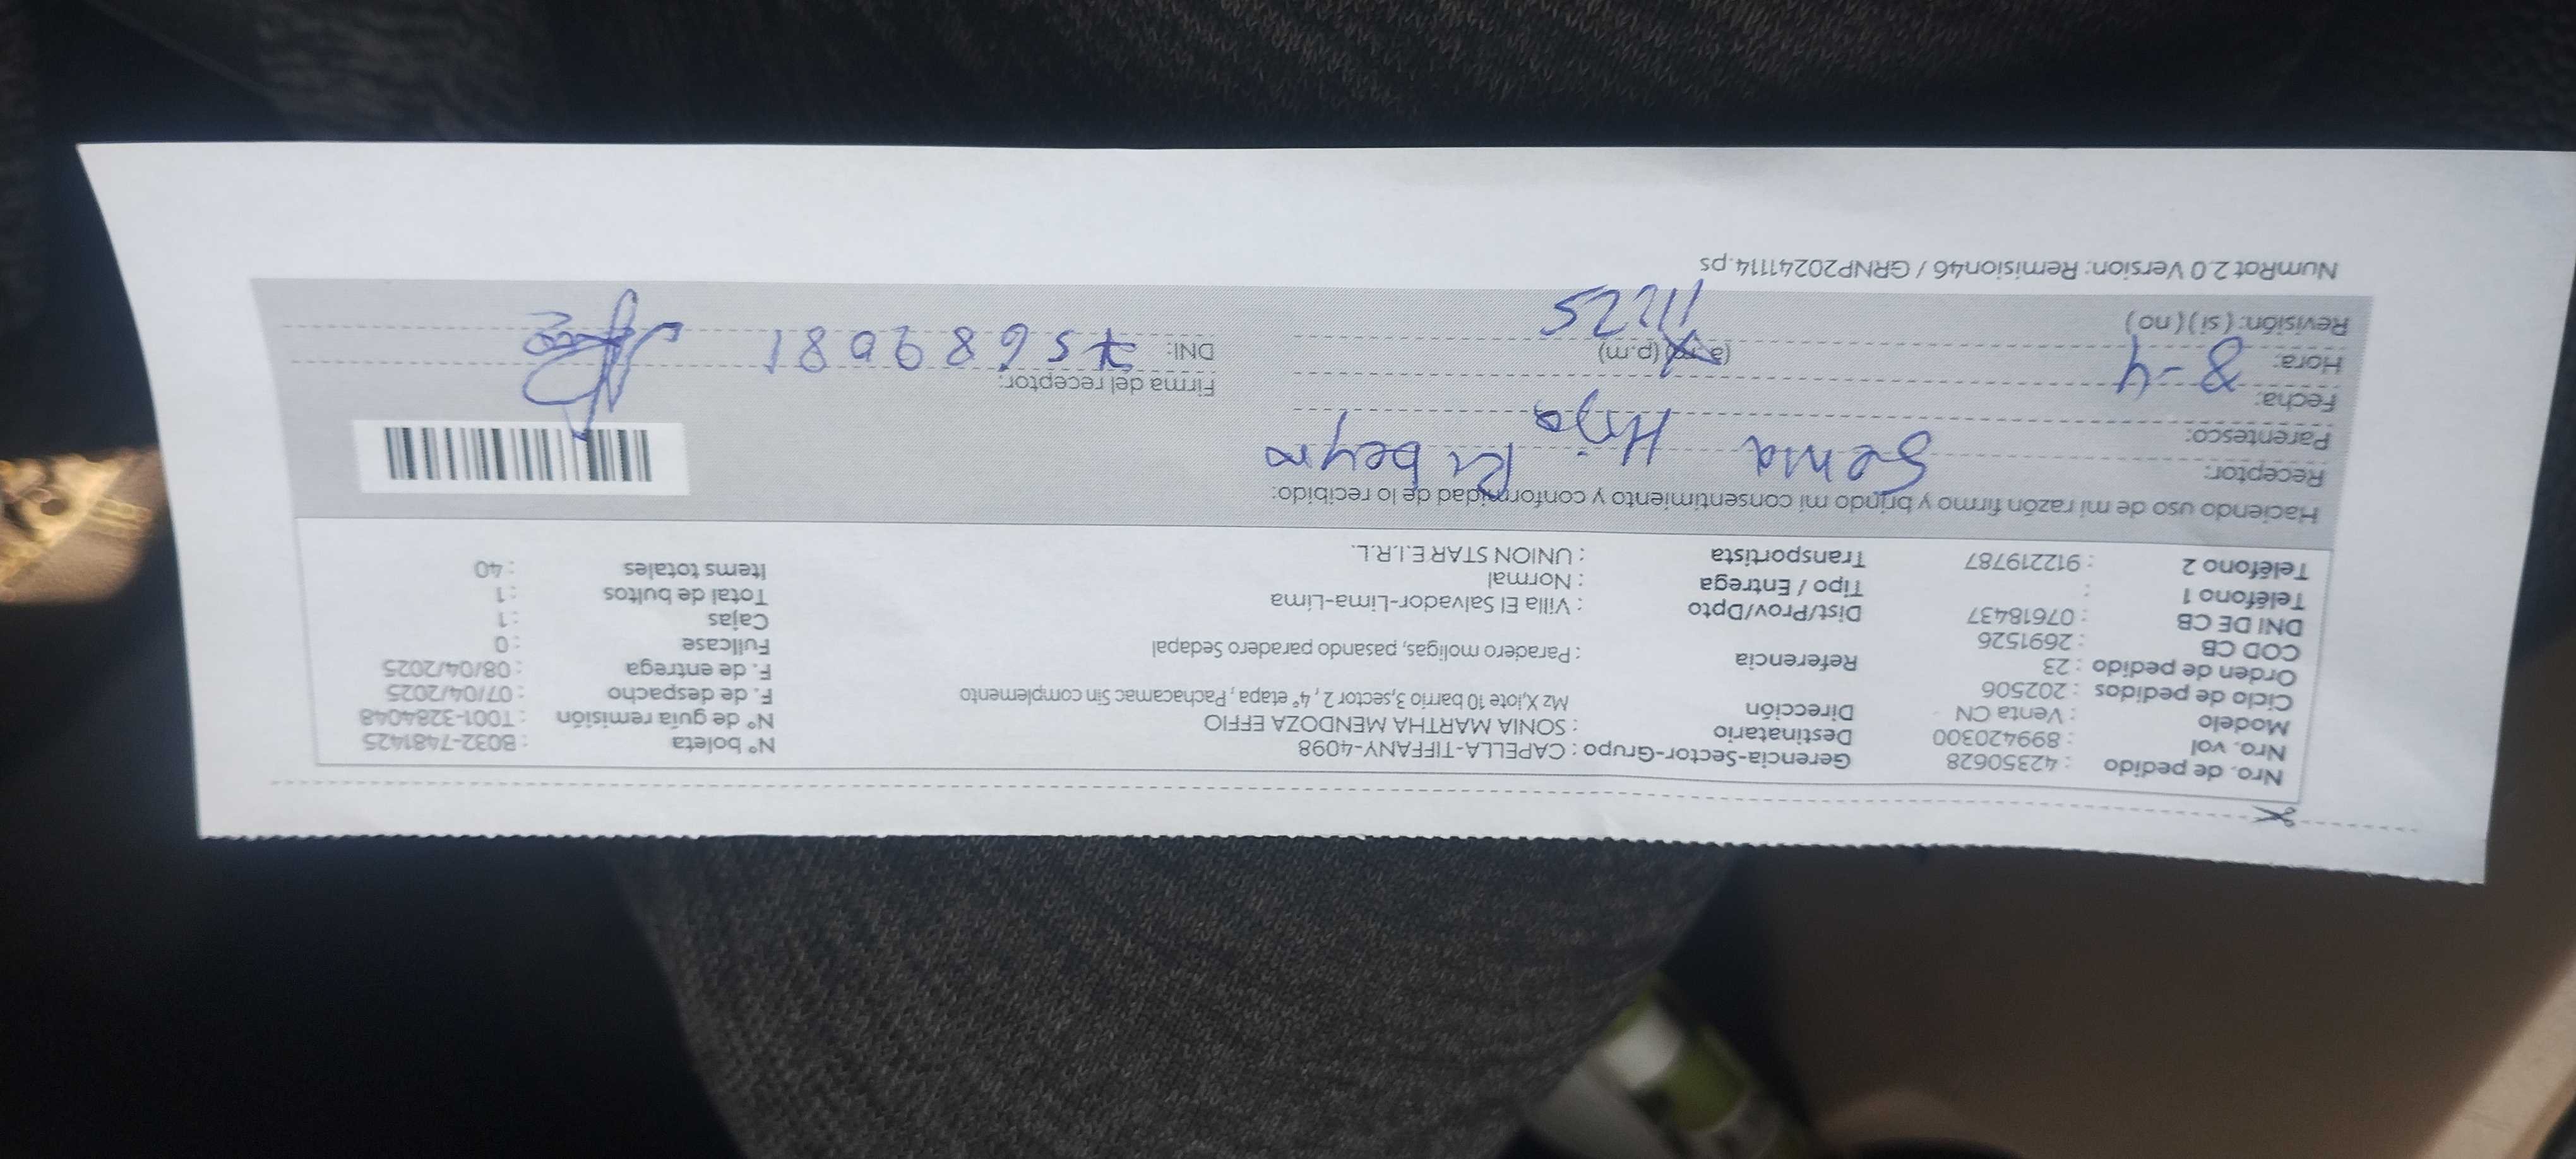 Nro. de pedido : 42350628 Gerencia-Sector-Grupo : CAPELLA-TIFFANY-4098 N° boleta : B032-7481425
Nro. vol : 899420300 Destinatario : SONIA MARTHA MENDOZA EFFIO N° de guía remisión : T001-3284048
Modelo : Venta CN Dirección Mz X,lote 10 barrio 3,sector 2 , 4° etapa , Pachacamac Sin complemento F. de despacho : 07/04/2025
Ciclo de pedidos : 202506 F. de entrega : 08/04/2025
Orden de pedido : 23 Referencia : Paradero moligas, pasando paradero Sedapal Fullcase : 0
COD CB : 2691526 Cajas : 1
DNI DE CB : 07618437 Dist/Prov/Dpto : Villa El Salvador-Lima-Lima Total de bultos : 1
Teléfono 1 : Tipo / Entrega : Normal Items totales : 40
Teléfono 2 : 912219787 Transportista : UNION STAR E.I.R.L.
Haciendo uso de mi razón firmo y brindo mi consentimiento y conformidad de lo recibido:
Receptor: Gema Ribeyro
Parentesco: Hija
Fecha: 8-4 Firma del receptor:
Hora: (p.m) DNI: 75689081
Revisión: (si) (no) 11:25
NumRot 2.0 Version: Remision46 / GRNP20241114.ps